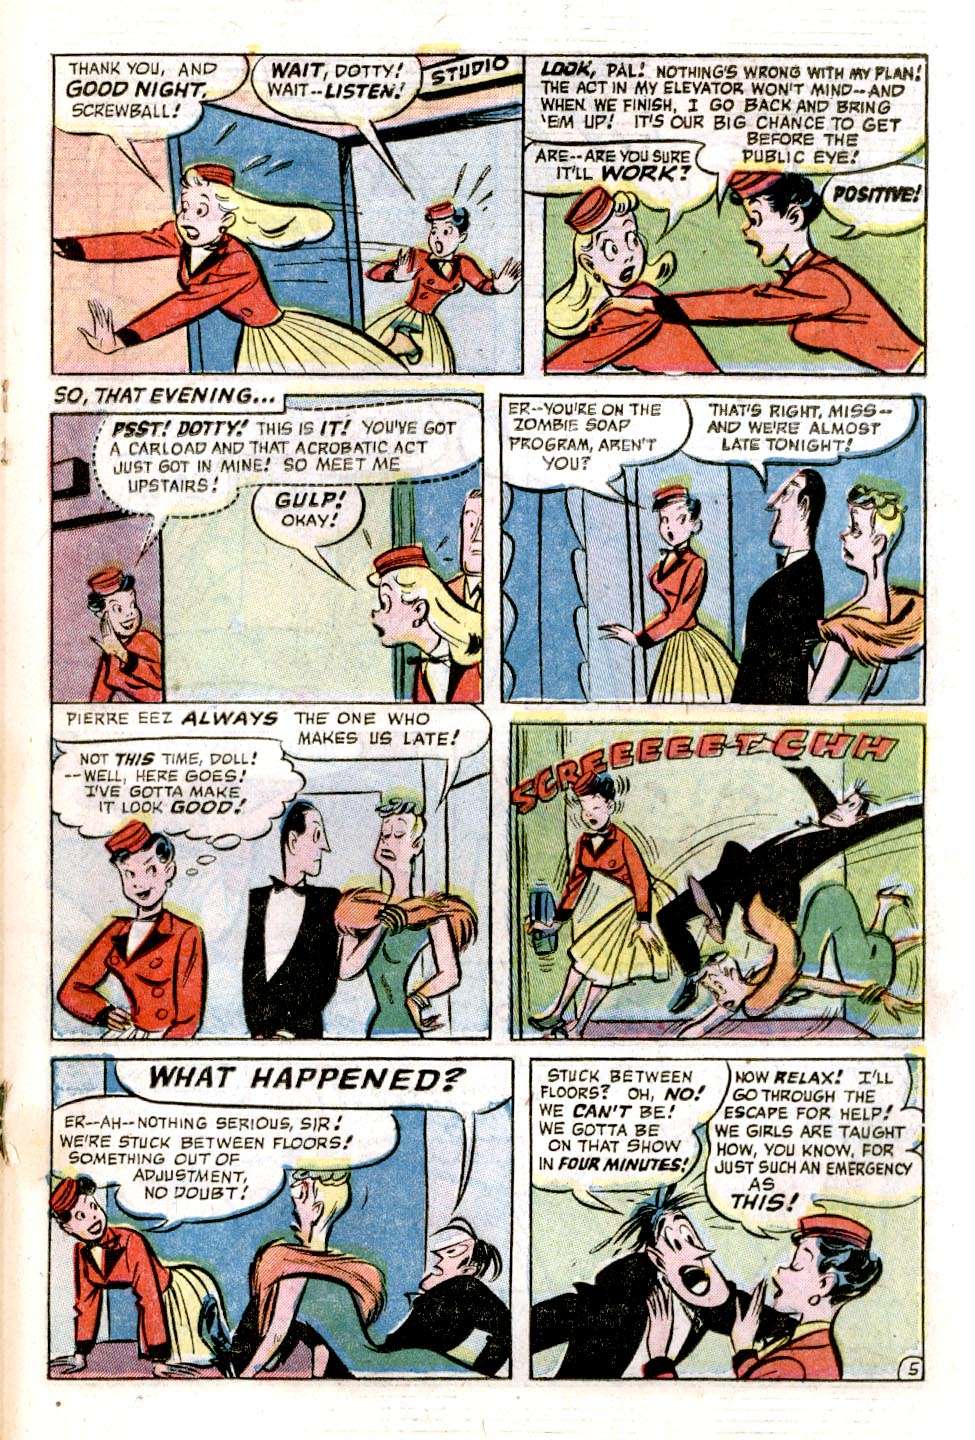 THANK YOU, AND
GOOD NIGHT,
SCREWBALL!
WAIT, DOTTY!
WAIT--LISTEN!
STUDIO
LOOK, PAL! NOTHING'S WRONG WITH MY PLAN!
THE ACT IN MY ELEVATOR WON'T MIND--AND
WHEN WE FINISH, I GO BACK AND BRING
'EM UP! IT'S OUR BIG CHANCE TO GET
BEFORE THE
PUBLIC EYE!
ARE--ARE YOU SURE
IT'LL WORK?
POSITIVE!
SO, THAT EVENING...
PSST! DOTTY! THIS IS IT! YOU'VE GOT
A CARLOAD AND THAT ACROBATIC ACT
JUST GOT IN MINE! SO MEET ME
UPSTAIRS!
GULP!
OKAY!
ER--YOU'RE ON THE
ZOMBIE SOAP
PROGRAM, AREN'T
YOU?
THAT'S RIGHT, MISS--
AND WE'RE ALMOST
LATE TONIGHT!
PIERRE EEZ ALWAYS THE ONE WHO
MAKES US LATE!
NOT THIS TIME, DOLL!
--WELL, HERE GOES!
I'VE GOTTA MAKE
IT LOOK GOOD!
SCREEEEEE-T-CHHH
WHAT HAPPENED?
ER--AH--NOTHING SERIOUS, SIR!
WE'RE STUCK BETWEEN FLOORS!
SOMETHING OUT OF
ADJUSTMENT,
NO DOUBT!
STUCK BETWEEN
FLOORS? OH, NO!
WE CAN'T BE!
WE GOTTA BE
ON THAT SHOW
IN FOUR MINUTES!
NOW RELAX! I'LL
GO THROUGH THE
ESCAPE FOR HELP!
WE GIRLS ARE TAUGHT
HOW, YOU KNOW, FOR
JUST SUCH AN EMERGENCY
AS
THIS!
5